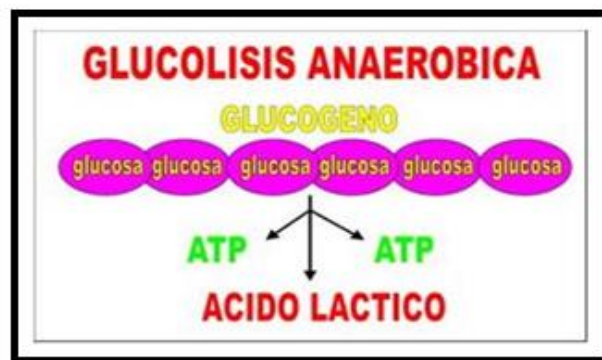 GLUCOLISIS ANAEROBICA
GLUCOGENO
glucosa glucosa glucosa glucosa glucosa glucosa
ATP ATP
ACIDO LACTICO